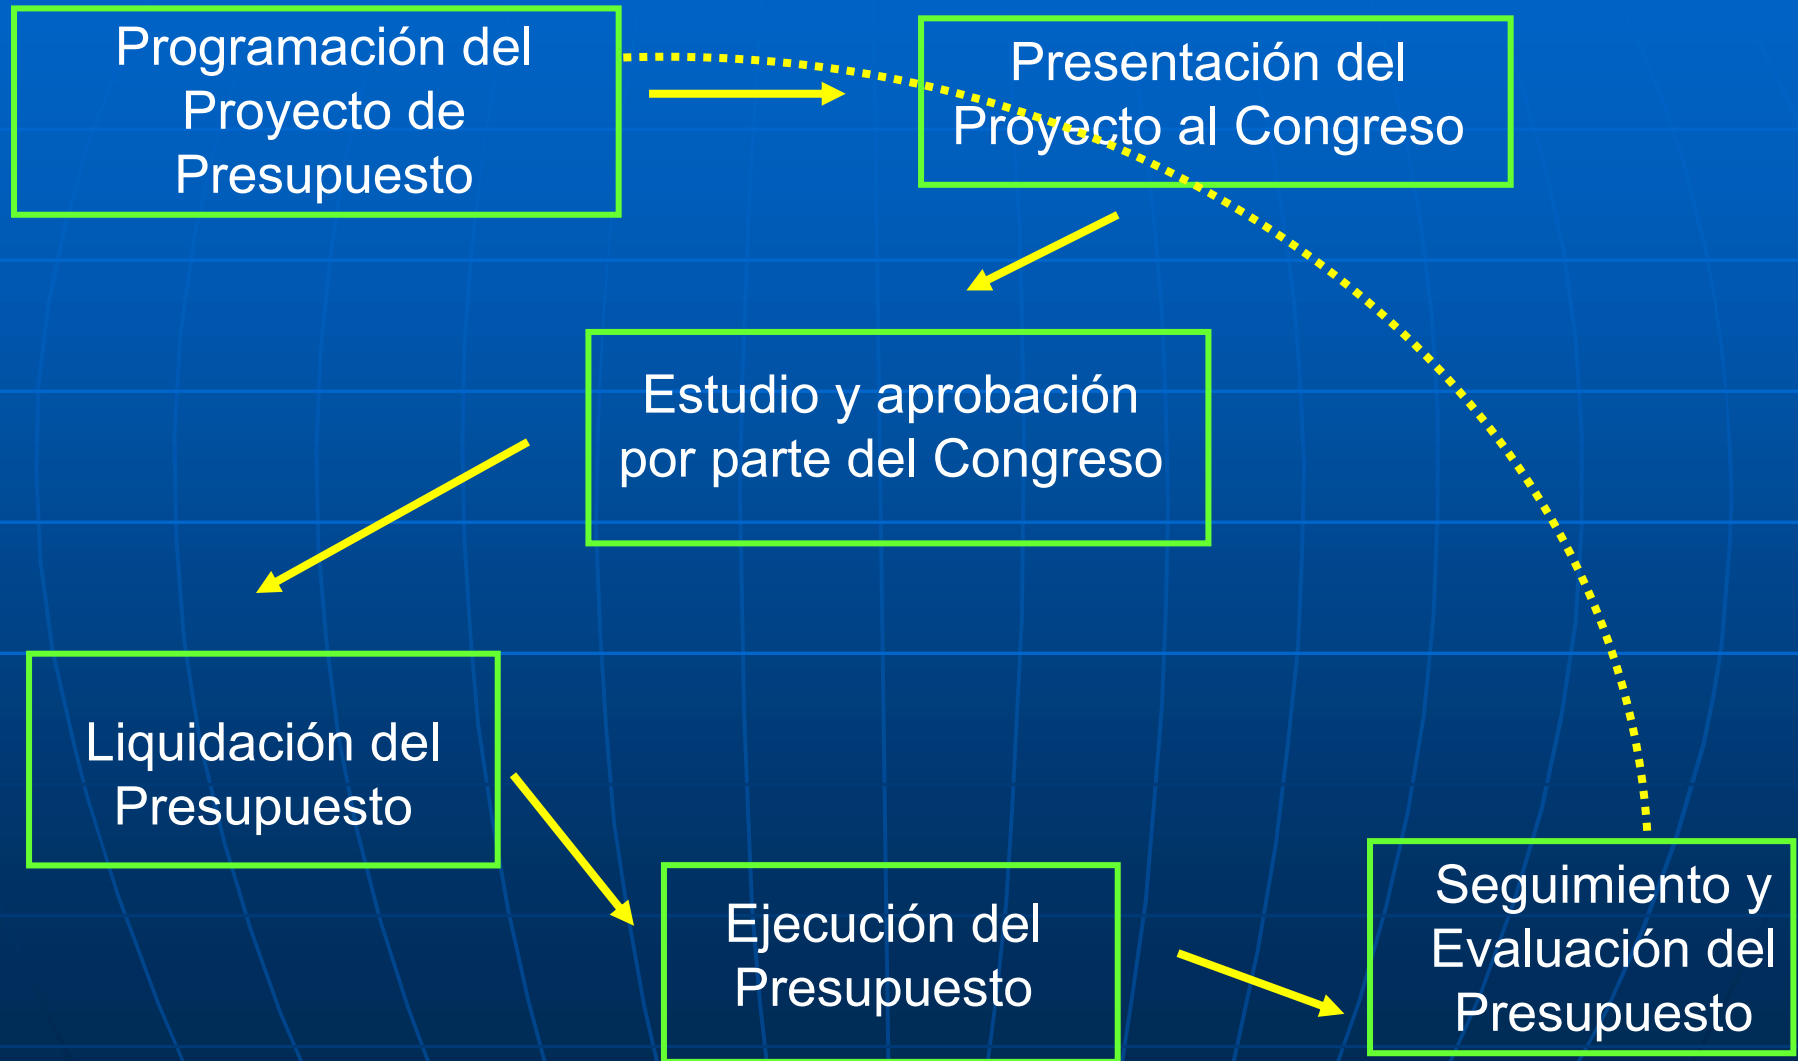 Programación del
Proyecto de
Presupuesto
Presentación del
Proyecto al Congreso
Estudio y aprobación
por parte del Congreso
Liquidación del
Presupuesto
Ejecución del
Presupuesto
Seguimiento y
Evaluación del
Presupuesto